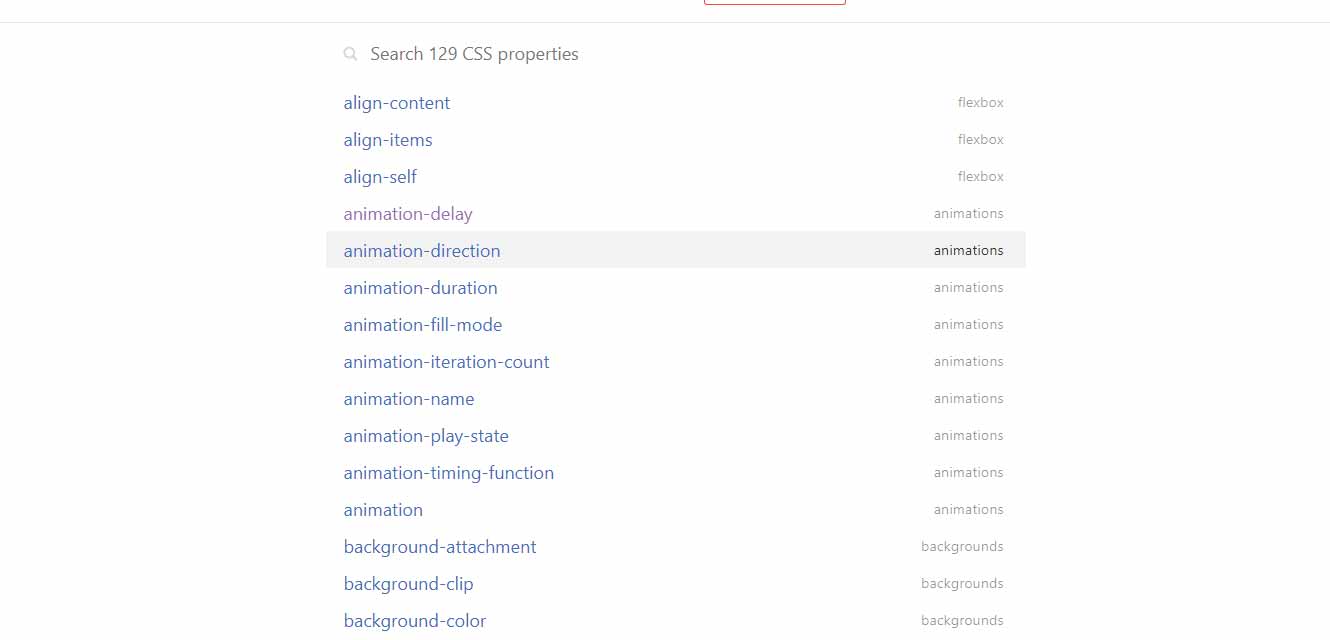 Search 129 CSS properties
align-content flexbox
align-items flexbox
align-self flexbox
animation-delay animations
animation-direction animations
animation-duration animations
animation-fill-mode animations
animation-iteration-count animations
animation-name animations
animation-play-state animations
animation-timing-function animations
animation animations
background-attachment backgrounds
background-clip backgrounds
background-color backgrounds